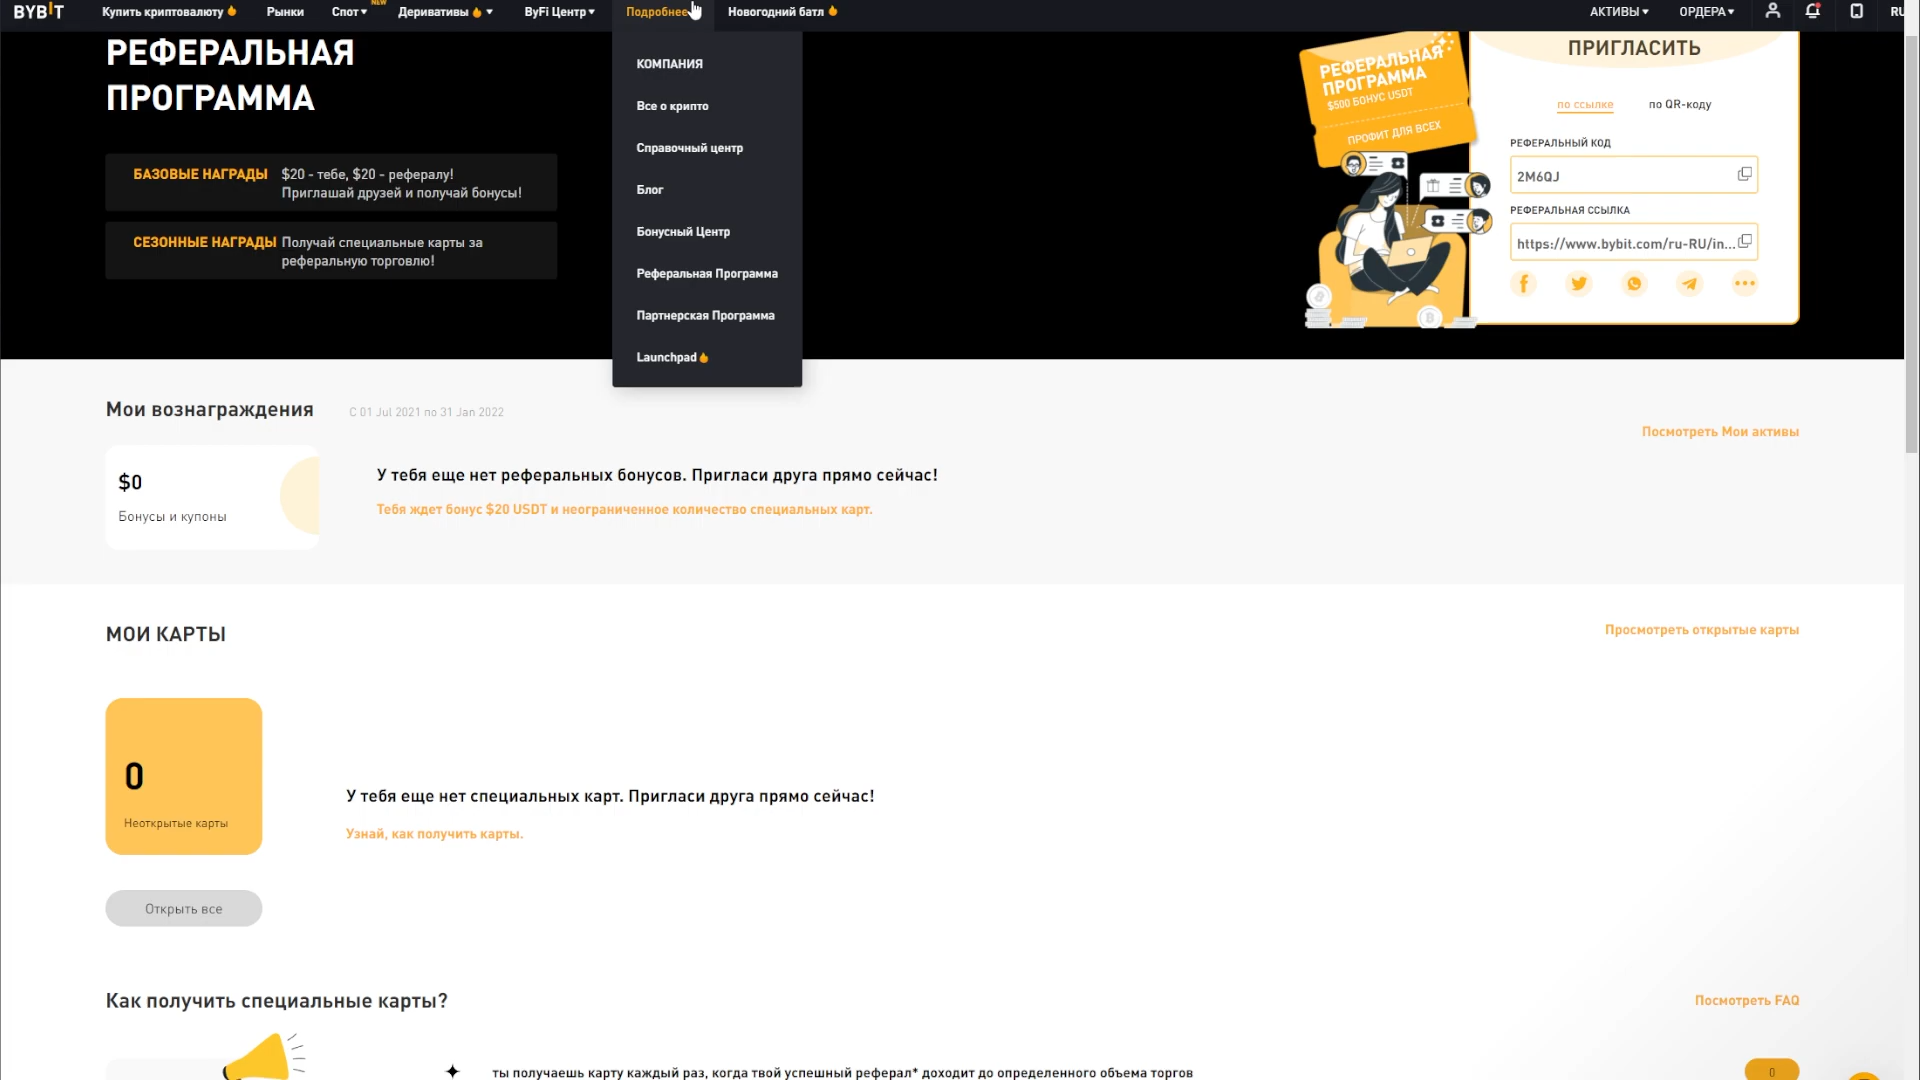 BYBIT
Купить криптовалюту
Рынки
Спот
NEW
Деривативы
ByFi Центр
Подробнее
Новогодний батл
АКТИВЫ
ОРДЕРА
RU
РЕФЕРАЛЬНАЯ
ПРОГРАММА
БАЗОВЫЕ НАГРАДЫ
$20 - тебе, $20 - рефералу!
Приглашай друзей и получай бонусы!
СЕЗОННЫЕ НАГРАДЫ
Получай специальные карты за
реферальную торговлю!
КОМПАНИЯ
Все о крипто
Справочный центр
Блог
Бонусный Центр
Реферальная Программа
Партнерская Программа
Launchpad
РЕФЕРАЛЬНАЯ
ПРОГРАММА
$500 БОНУС USDT
ПРОФИТ ДЛЯ ВСЕХ
ПРИГЛАСИТЬ
по ссылке
по QR-коду
РЕФЕРАЛЬНЫЙ КОД
2M6QJ
РЕФЕРАЛЬНАЯ ССЫЛКА
https://www.bybit.com/ru-RU/in...
Мои вознаграждения
С 01 Jul 2021 по 31 Jan 2022
Посмотреть Мои активы
$0
Бонусы и купоны
У тебя еще нет реферальных бонусов. Пригласи друга прямо сейчас!
Тебя ждет бонус $20 USDT и неограниченное количество специальных карт.
МОИ КАРТЫ
Просмотреть открытые карты
0
Неоткрытые карты
У тебя еще нет специальных карт. Пригласи друга прямо сейчас!
Узнай, как получить карты.
Открыть все
Как получить специальные карты?
Посмотреть FAQ
ты получаешь карту каждый раз, когда твой успешный реферал* доходит до определенного объема торгов
0